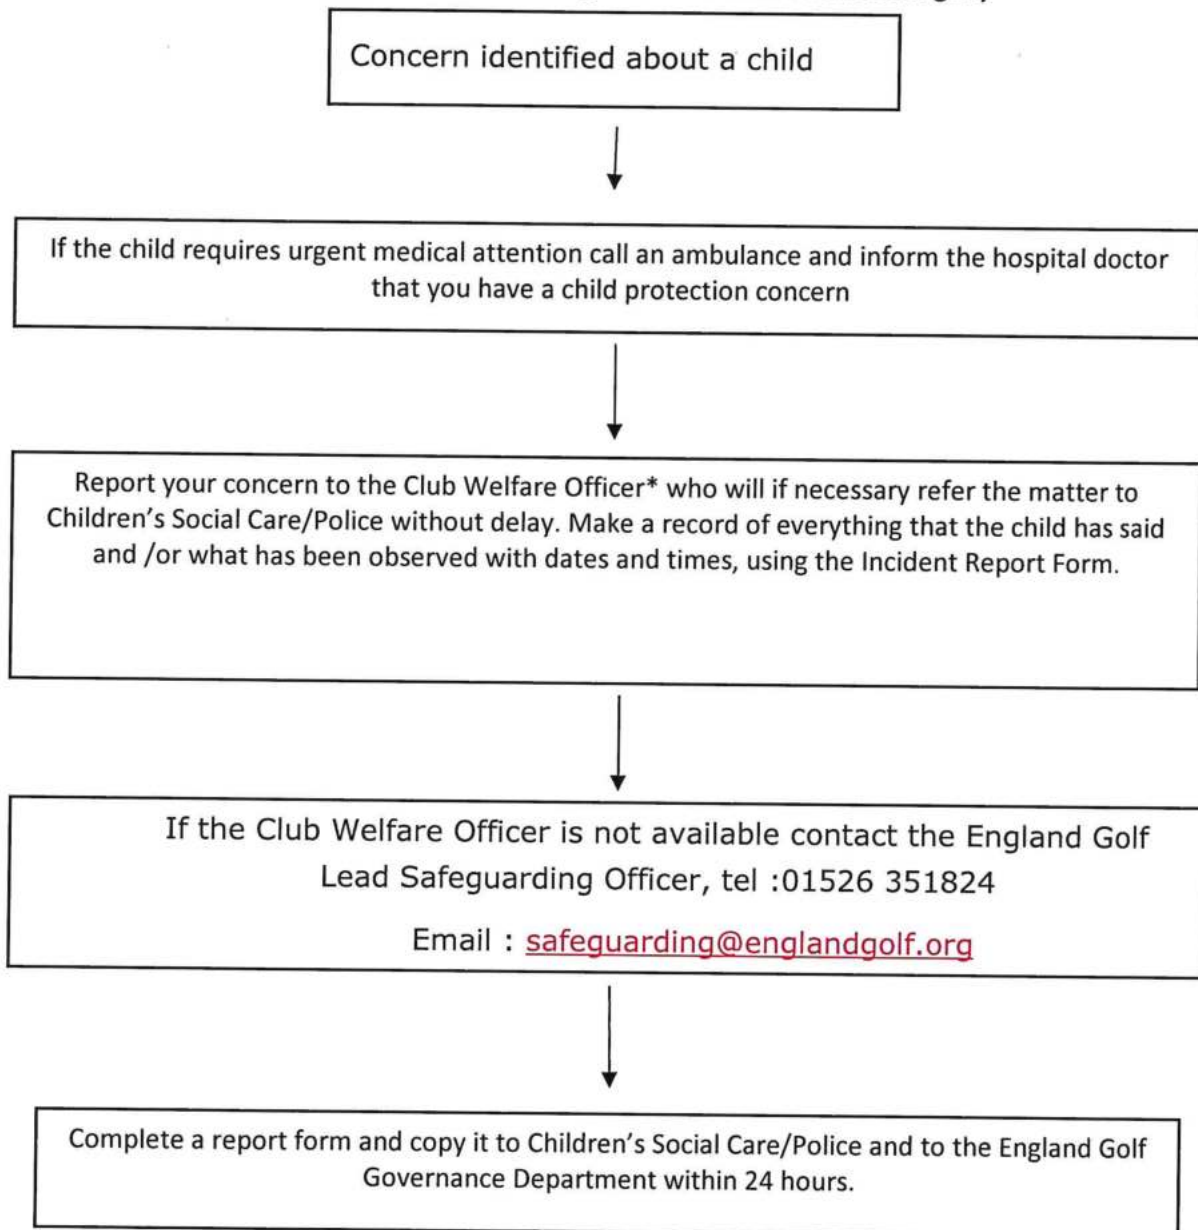 Concern identified about a child
If the child requires urgent medical attention call an ambulance and inform the hospital doctor
that you have a child protection concern
Report your concern to the Club Welfare Officer* who will if necessary refer the matter to
Children's Social Care/Police without delay. Make a record of everything that the child has said
and /or what has been observed with dates and times, using the Incident Report Form.
If the Club Welfare Officer is not available contact the England Golf
Lead Safeguarding Officer, tel :01526 351824
Email : safeguarding@englandgolf.org
Complete a report form and copy it to Children's Social Care/Police and to the England Golf
Governance Department within 24 hours.